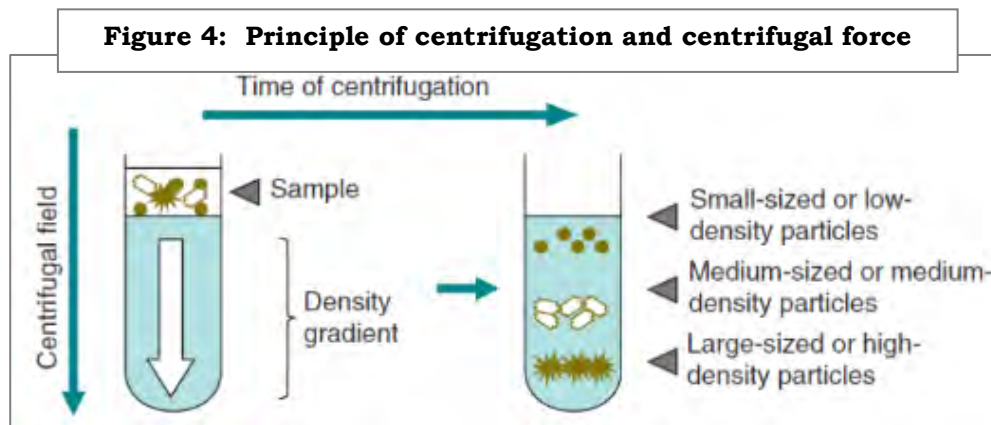 Figure 4:  Principle of centrifugation and centrifugal force
Time of centrifugation
Centrifugal field
Sample
Density
gradient
Small-sized or low-
density particles
Medium-sized or medium-
density particles
Large-sized or high-
density particles